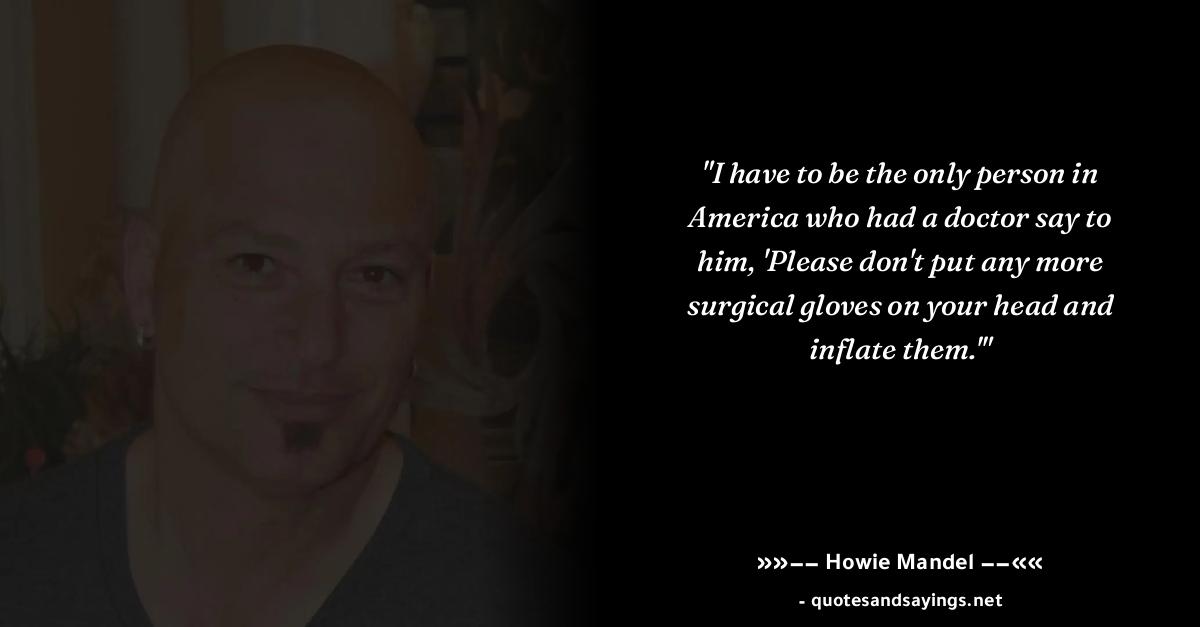 "I have to be the only person in
America who had a doctor say to
him, 'Please don't put any more
surgical gloves on your head and
inflate them.'"
»»−− Howie Mandel −−««
- quotesandsayings.net